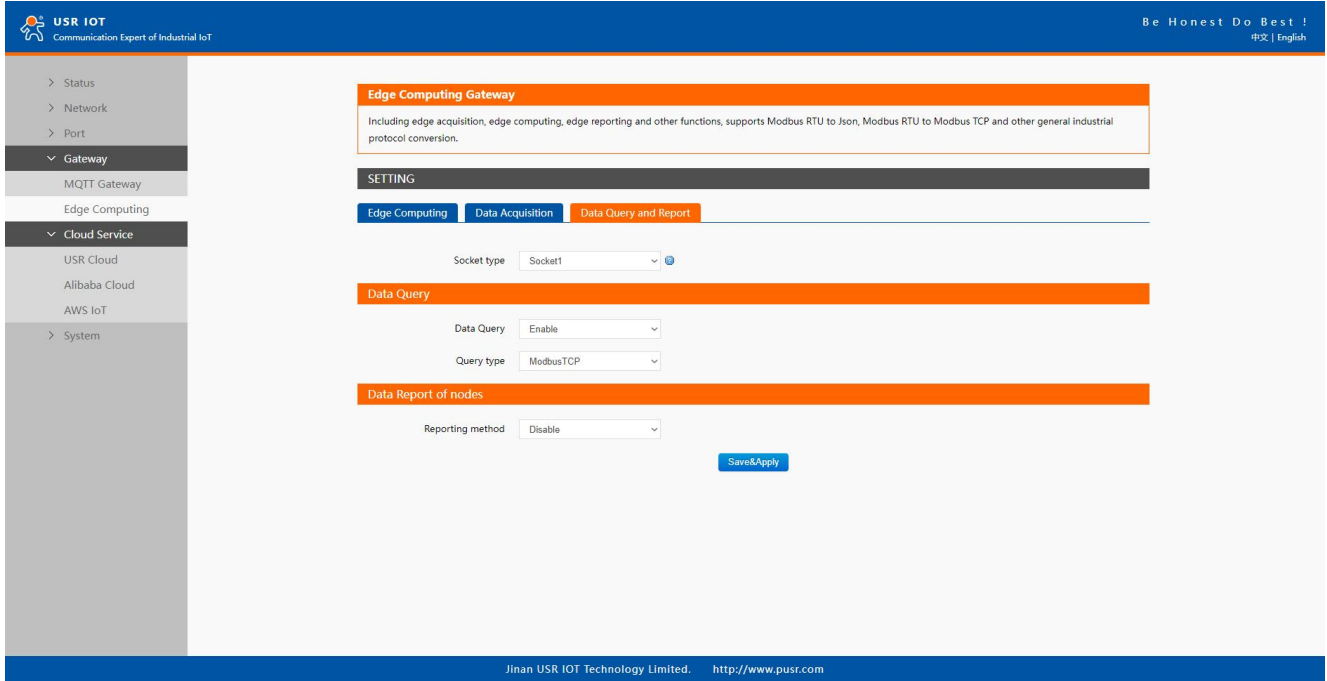 USR IOT
Communication Expert of Industrial IoT
Be Honest Do Best !
中文 | English
Status
Network
Port
Gateway
MQTT Gateway
Edge Computing
Cloud Service
USR Cloud
Alibaba Cloud
AWS IoT
System
Edge Computing Gateway
Including edge acquisition, edge computing, edge reporting and other functions, supports Modbus RTU to Json, Modbus RTU to Modbus TCP and other general industrial
protocol conversion.
SETTING
Edge Computing Data Acquisition Data Query and Report
Socket type Socket1
Data Query
Data Query Enable
Query type ModbusTCP
Data Report of nodes
Reporting method Disable
Save&Apply
Jinan USR IOT Technology Limited. http://www.pusr.com